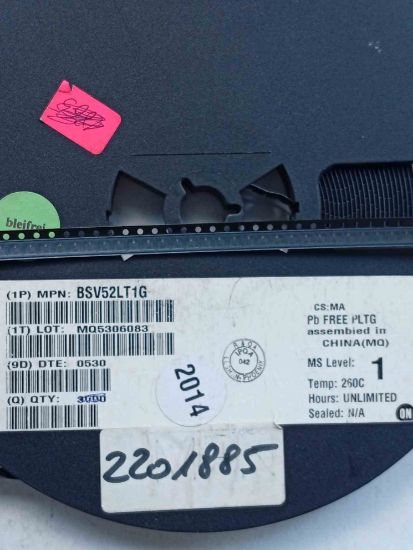 bleifrei
(1P) MPN: BSV52LT1G
(1T) LOT: MQ5306083
(9D) DTE: 0530
(Q) QTY: 3000
2014
CS:MA
Pb FREE PLTG
assembled in
CHINA(MQ)
MS Level: 1
Temp: 260C
Hours: UNLIMITED
Sealed: N/A
ON
042
2201885